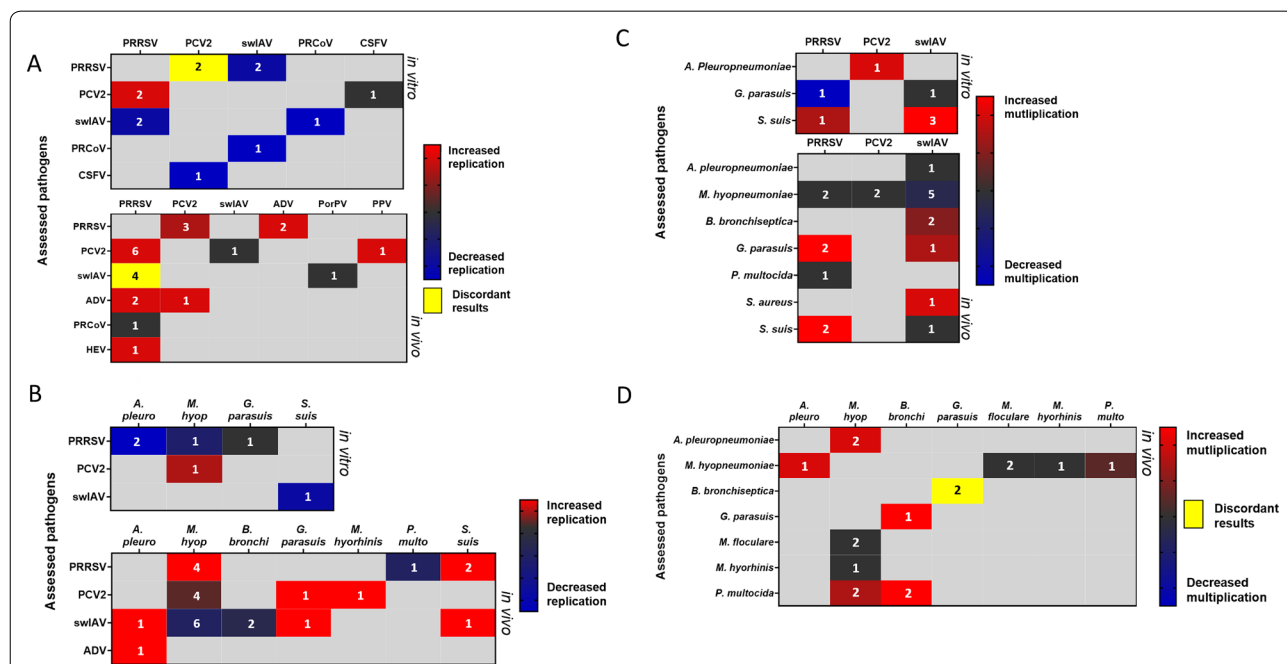 A
PRRSV PCV2 swIAV PRCoV CSFV
PRRSV 2 2
PCV2 2 1
swIAV 2 1
PRCoV 1
CSFV 1
in vitro
Assessed pathogens
PRRSV PCV2 swIAV ADV PorPV PPV
PRRSV 3 2
PCV2 6 1 1
swIAV 4 1
ADV 2 1
PRCoV 1
HEV 1
in vivo
Increased
replication
Decreased
replication
Discordant
results
B
A. M. G. S.
pleuro hyop parasuis suis
PRRSV 2 1 1
PCV2 1
swIAV 1
in vitro
Assessed pathogens
A. M. B. G. M. P. S.
pleuro hyop bronchi parasuis hyorhinis multo suis
PRRSV 4 1 2
PCV2 4 1 1
swIAV 1 6 2 1 1
ADV 1
in vivo
Increased
replication
Decreased
replication
C
PRRSV PCV2 swIAV
A. Pleuropneumoniae 1
G. parasuis 1 1
S. suis 1 3
in vitro
Assessed pathogens
PRRSV PCV2 swIAV
A. pleuropneumoniae 1
M. hyopneumoniae 2 2 5
B. bronchiseptica 2
G. parasuis 2 1
P. multocida 1
S. aureus 1
S. suis 2 1
in vivo
Increased
mutliplication
Decreased
multiplication
D
A. M. B. G. M. M. P.
pleuro hyop bronchi parasuis floculare hyorhinis multo
A. pleuropneumoniae 2
M. hyopneumoniae 1 2 1 1
B. bronchiseptica 2
G. parasuis 1
M. floculare 2
M. hyorhinis 1
P. multocida 2 2
in vivo
Assessed pathogens
Increased
mutliplication
Discordant
results
Decreased
multiplication